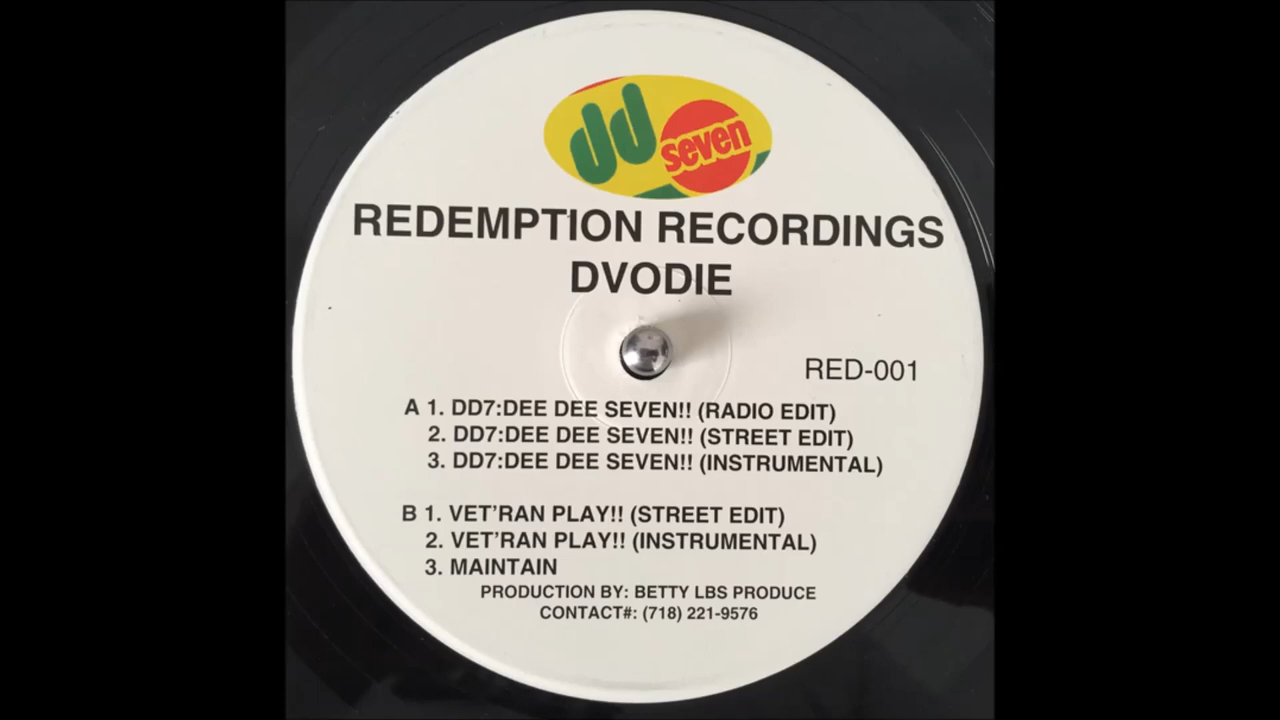 dd seven
REDEMPTION RECORDINGS
DVODIE
RED-001
A 1. DD7:DEE DEE SEVEN!! (RADIO EDIT)
2. DD7:DEE DEE SEVEN!! (STREET EDIT)
3. DD7:DEE DEE SEVEN!! (INSTRUMENTAL)
B 1. VET'RAN PLAY!! (STREET EDIT)
2. VET'RAN PLAY!! (INSTRUMENTAL)
3. MAINTAIN
PRODUCTION BY: BETTY LBS PRODUCE
CONTACT#: (718) 221-9576